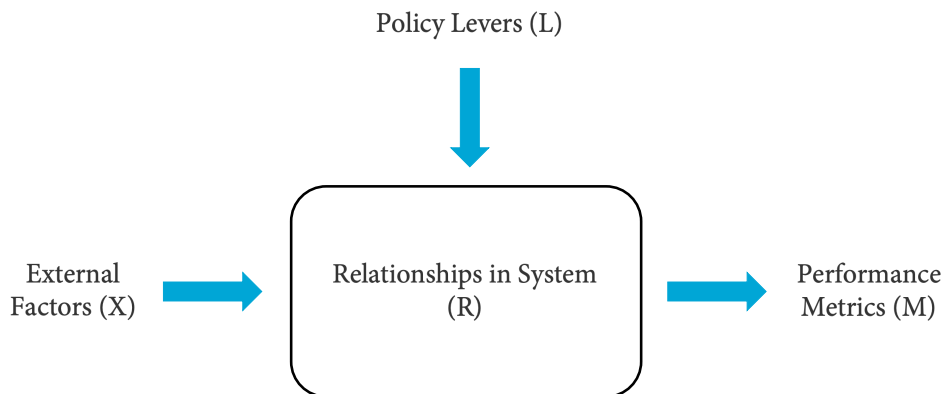 Policy Levers (L)
External
Factors (X)
Relationships in System
(R)
Performance
Metrics (M)